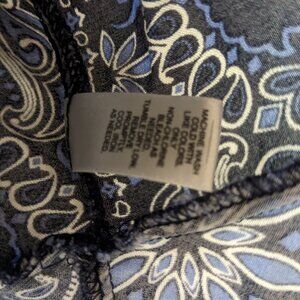 MACHINE WASH
COLD WITH
LIKE COLORS
ONLY
NON-CHLORINE
BLEACH AS
NEEDED
TUMBLE DRY LOW
REMOVE
PROMPTLY
COOL IRON
AS NEEDED